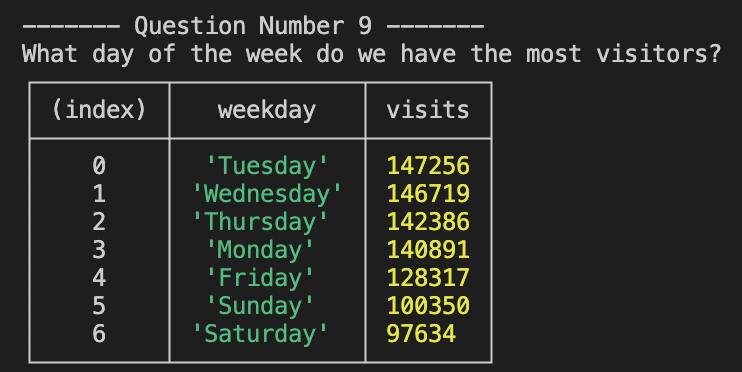 ------- Question Number 9 -------
What day of the week do we have the most visitors?
(index) weekday visits
0 'Tuesday' 147256
1 'Wednesday' 146719
2 'Thursday' 142386
3 'Monday' 140891
4 'Friday' 128317
5 'Sunday' 100350
6 'Saturday' 97634